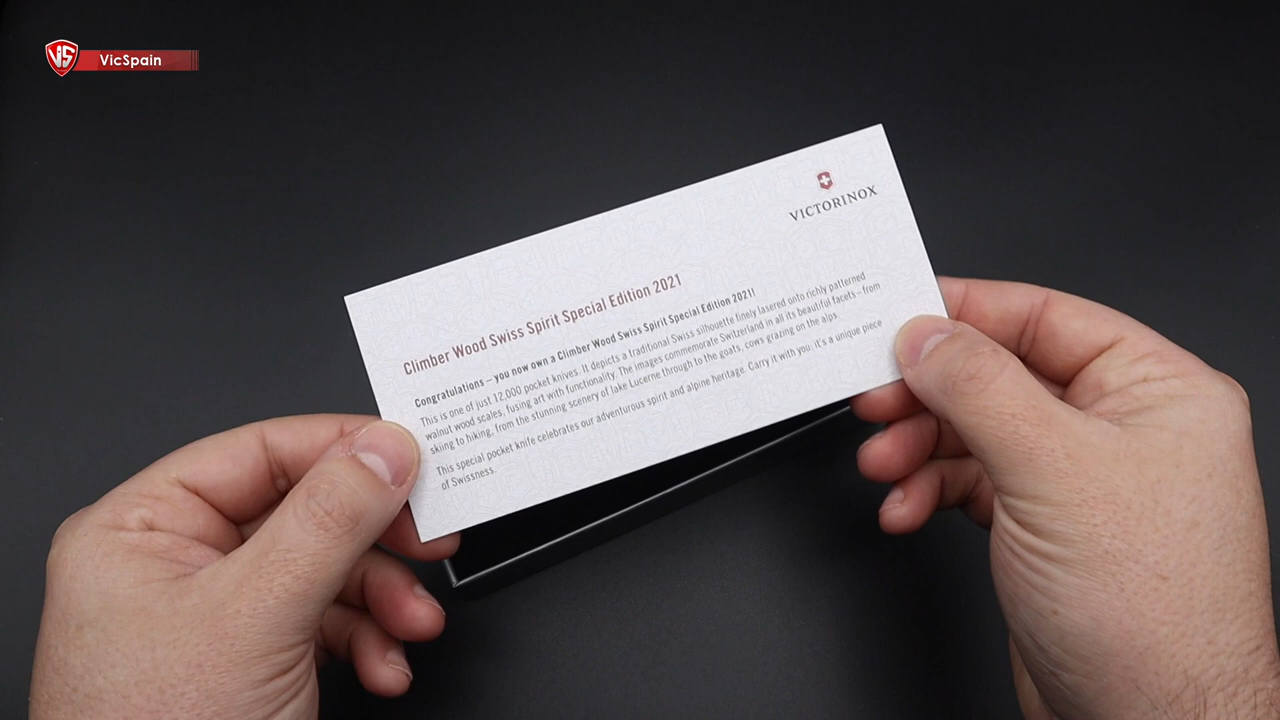 VS
VicSpain
VICTORINOX
Climber Wood Swiss Spirit Special Edition 2021
Congratulations – you now own a Climber Wood Swiss Spirit Special Edition 2021!
This is one of just 12,000 pocket knives. It depicts a traditional Swiss silhouette finely lasered onto richly patterned
walnut wood scales, fusing art with functionality. The images commemorate Switzerland in all its beautiful facets – from
skiing to hiking, from the stunning scenery of lake Lucerne through to the goats, cows grazing on the alps.
This special pocket knife celebrates our adventurous spirit and alpine heritage. Carry it with you: it's a unique piece
of Swissness.